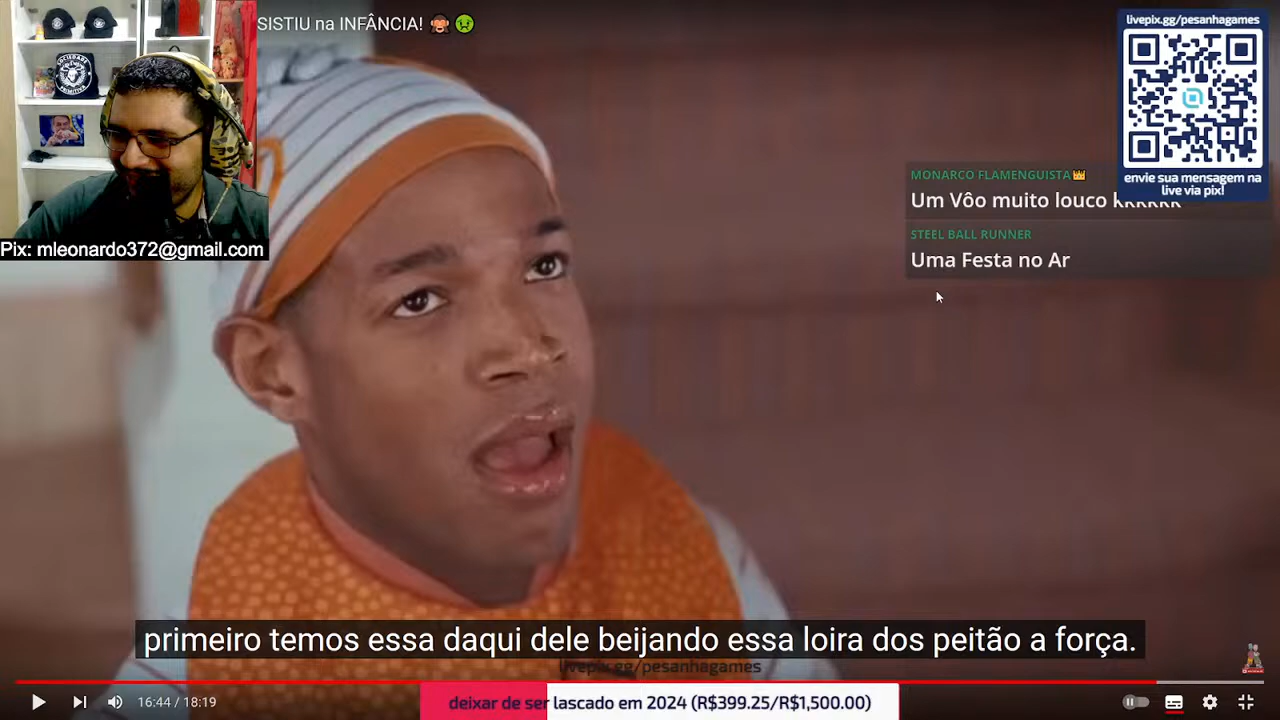 SISTIU na INFÂNCIA! 🙊🤢
livepix.gg/pesanhagames
envie sua mensagem na
live via pix!
SOCIEDADE
PRIMITIVA
Pix: mleonardo372@gmail.com
MONARCO FLAMENGUISTA👑
Um Vôo muito louco kkkkkk
STEEL BALL RUNNER
Uma Festa no Ar
primeiro temos essa daqui dele beijando essa loira dos peitão a força.
livepix.gg/pesanhagames
16:44 / 18:19
deixar de ser lascado em 2024 (R$399.25/R$1,500.00)